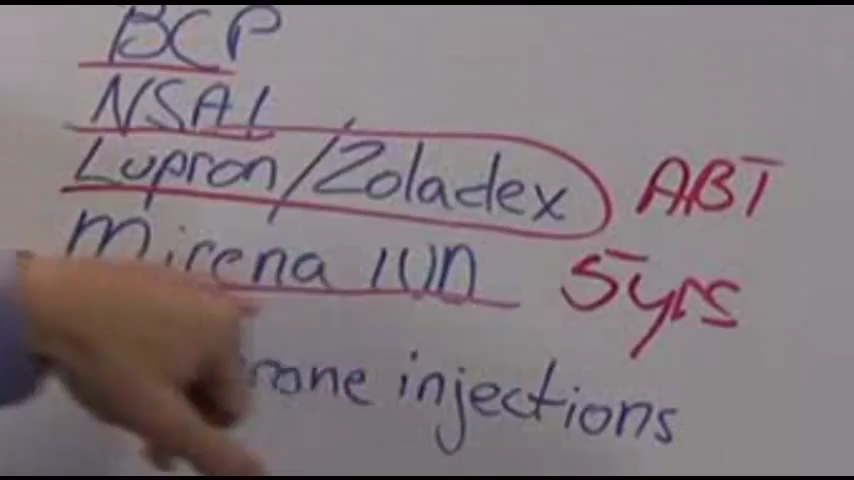 BCP
NSAI
Lupron/Zoladex ABT
Mirena IUD 5yrs
injections